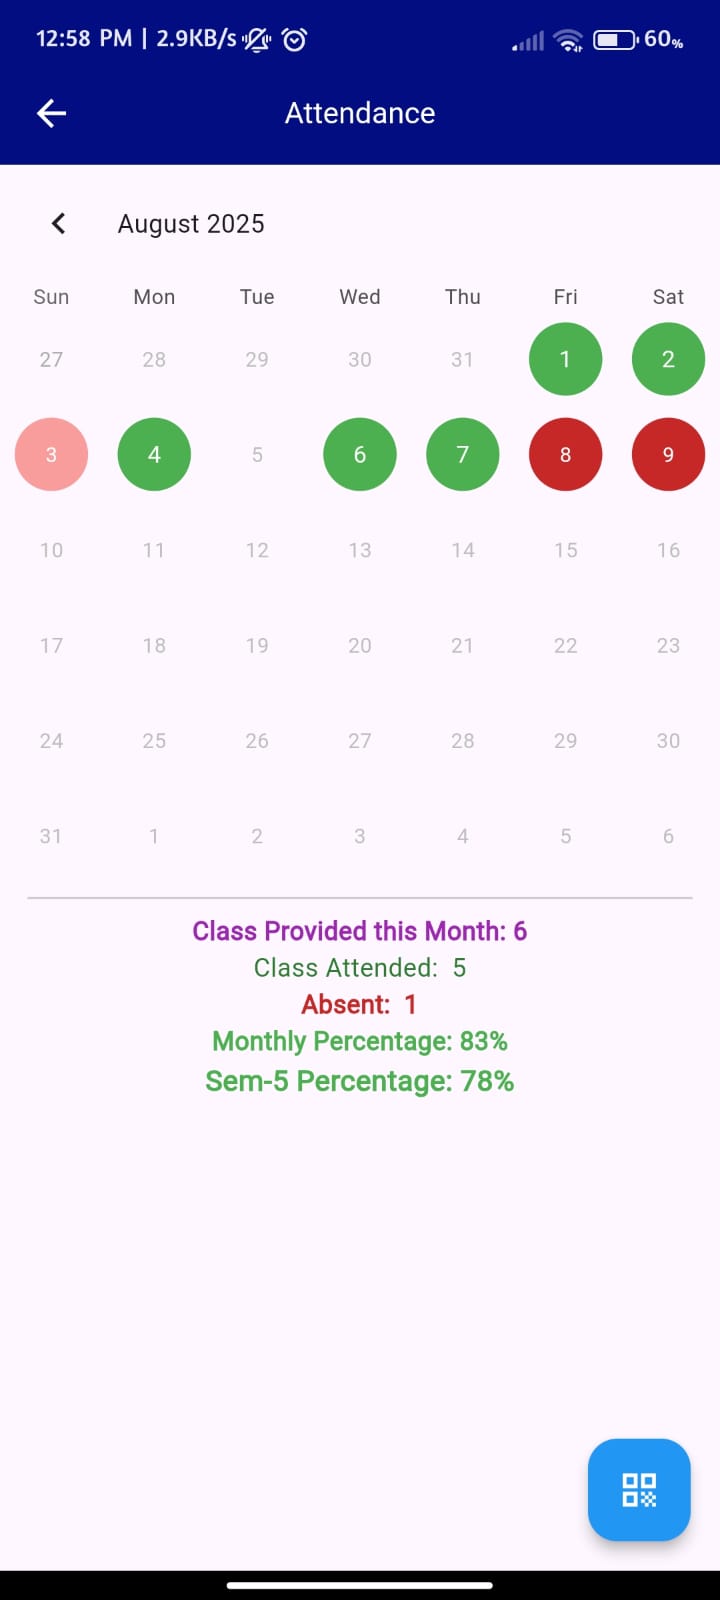 12:58 PM | 2.9KB/s 60%
Attendance
August 2025
Sun Mon Tue Wed Thu Fri Sat
27 28 29 30 31 1 2
3 4 5 6 7 8 9
10 11 12 13 14 15 16
17 18 19 20 21 22 23
24 25 26 27 28 29 30
31 1 2 3 4 5 6
Class Provided this Month: 6
Class Attended: 5
Absent: 1
Monthly Percentage: 83%
Sem-5 Percentage: 78%